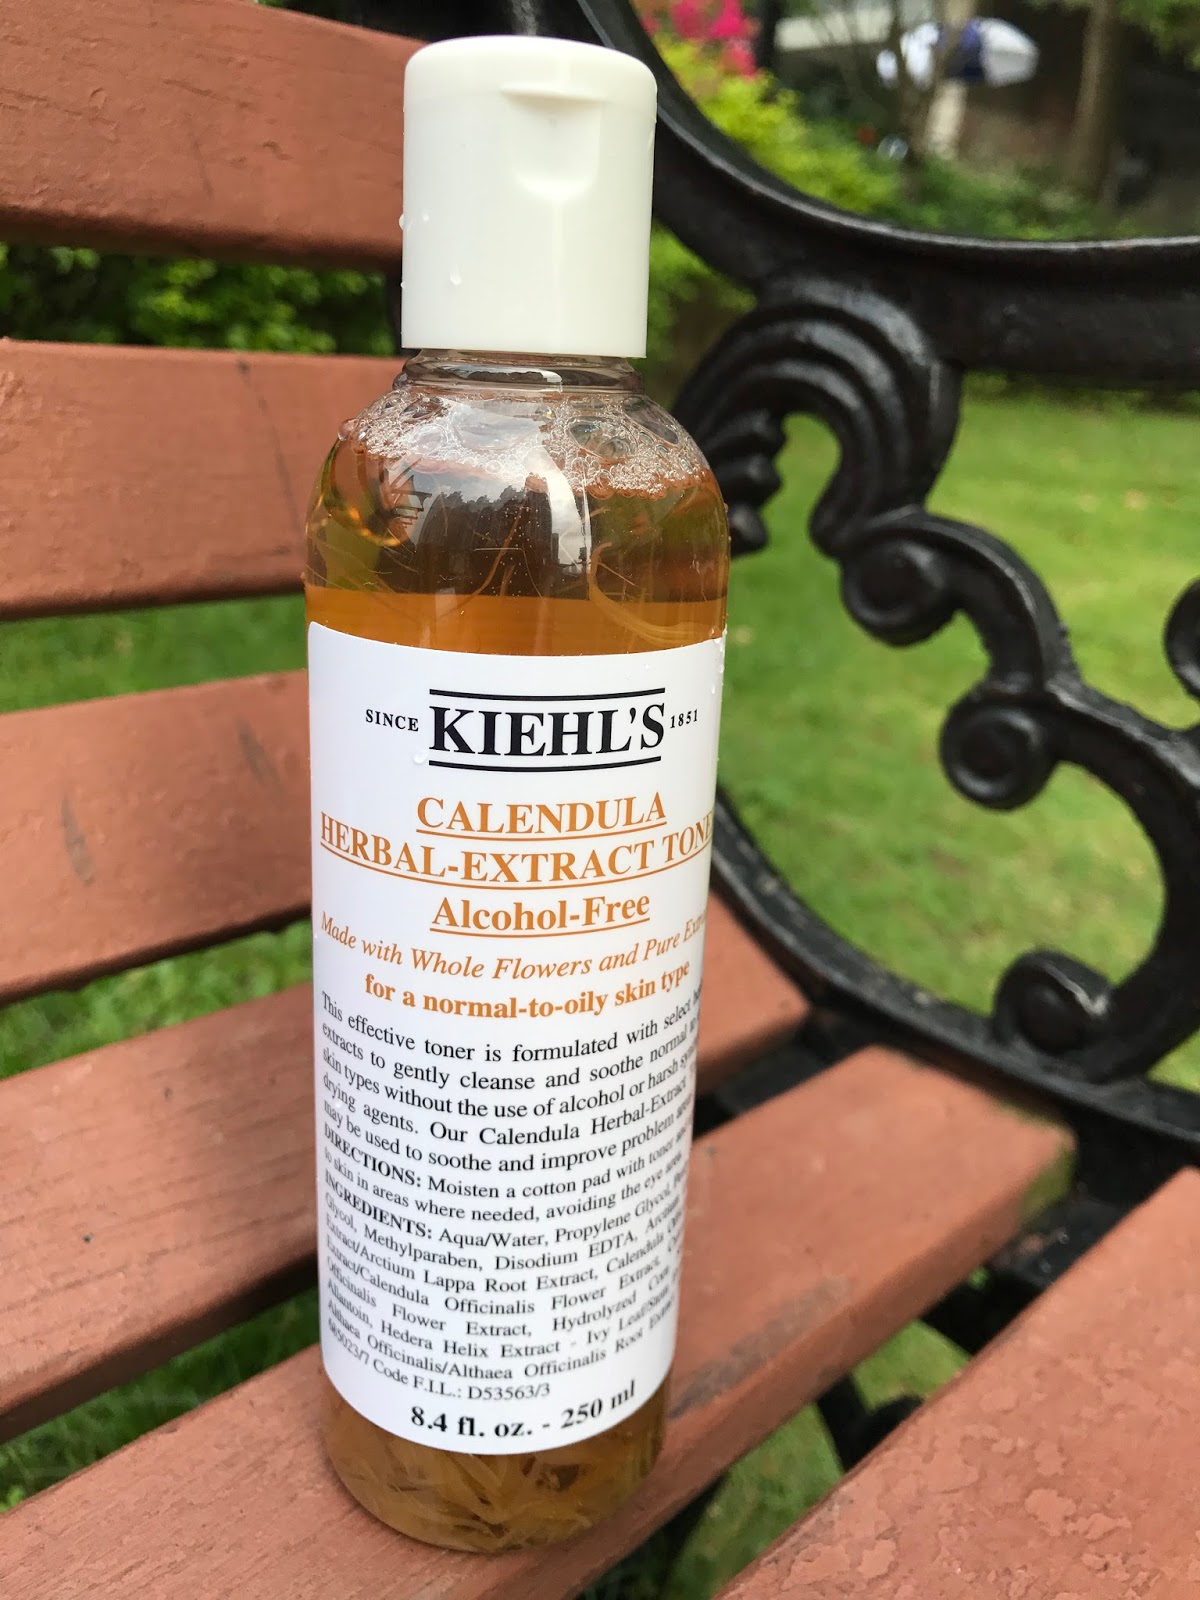 SINCE KIEHL'S 1851
CALENDULA
HERBAL-EXTRACT
Alcohol-Free
Made with Whole Flowers and Pure
for a normal-to-oily skin type
This effective toner is formulated with select
extracts to gently cleanse and soothe normal
skin types without the use of alcohol or harsh
drying agents. Our Calendula Herbal-Extract
may be used to soothe and improve problem
DIRECTIONS: Moisten a cotton pad with toner
to skin in areas where needed, avoiding the eye area.
INGREDIENTS: Aqua/Water, Propylene Glycol,
Glycol, Methylparaben, Disodium EDTA,
Extract/Arctium Lappa Root Extract, Calendula
Extract/Calendula Officinalis Flower Extract,
Officinalis Flower Extract, Hydrolyzed
Allantoin, Hedera Helix Extract - Ivy Leaf/Stem
Althaea Officinalis/Althaea Officinalis Root Extract
Code F.I.L.: D53563/3
8.4 fl. oz. - 250 ml